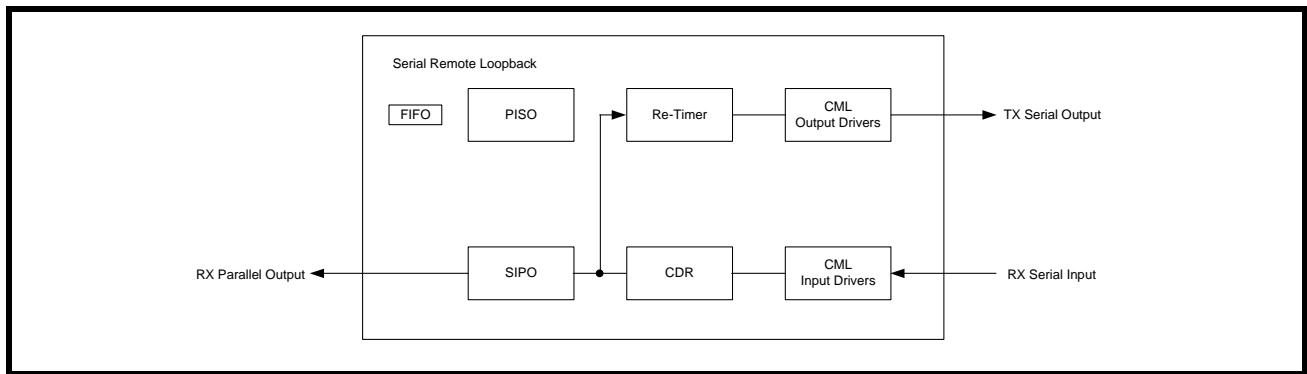 Serial Remote Loopback
FIFO
PISO
Re-Timer
CML
Output Drivers
TX Serial Output
RX Parallel Output
SIPO
CDR
CML
Input Drivers
RX Serial Input